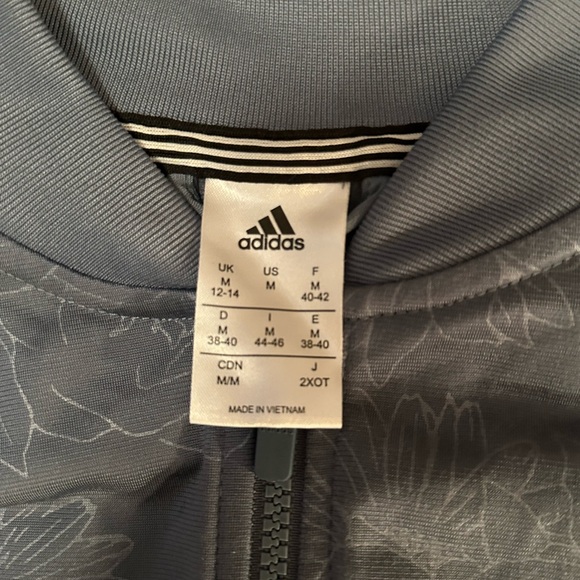 adidas
UK US F
M M M
12-14 40-42
D I E
M M M
38-40 44-46 38-40
CDN J
M/M 2XOT
MADE IN VIETNAM